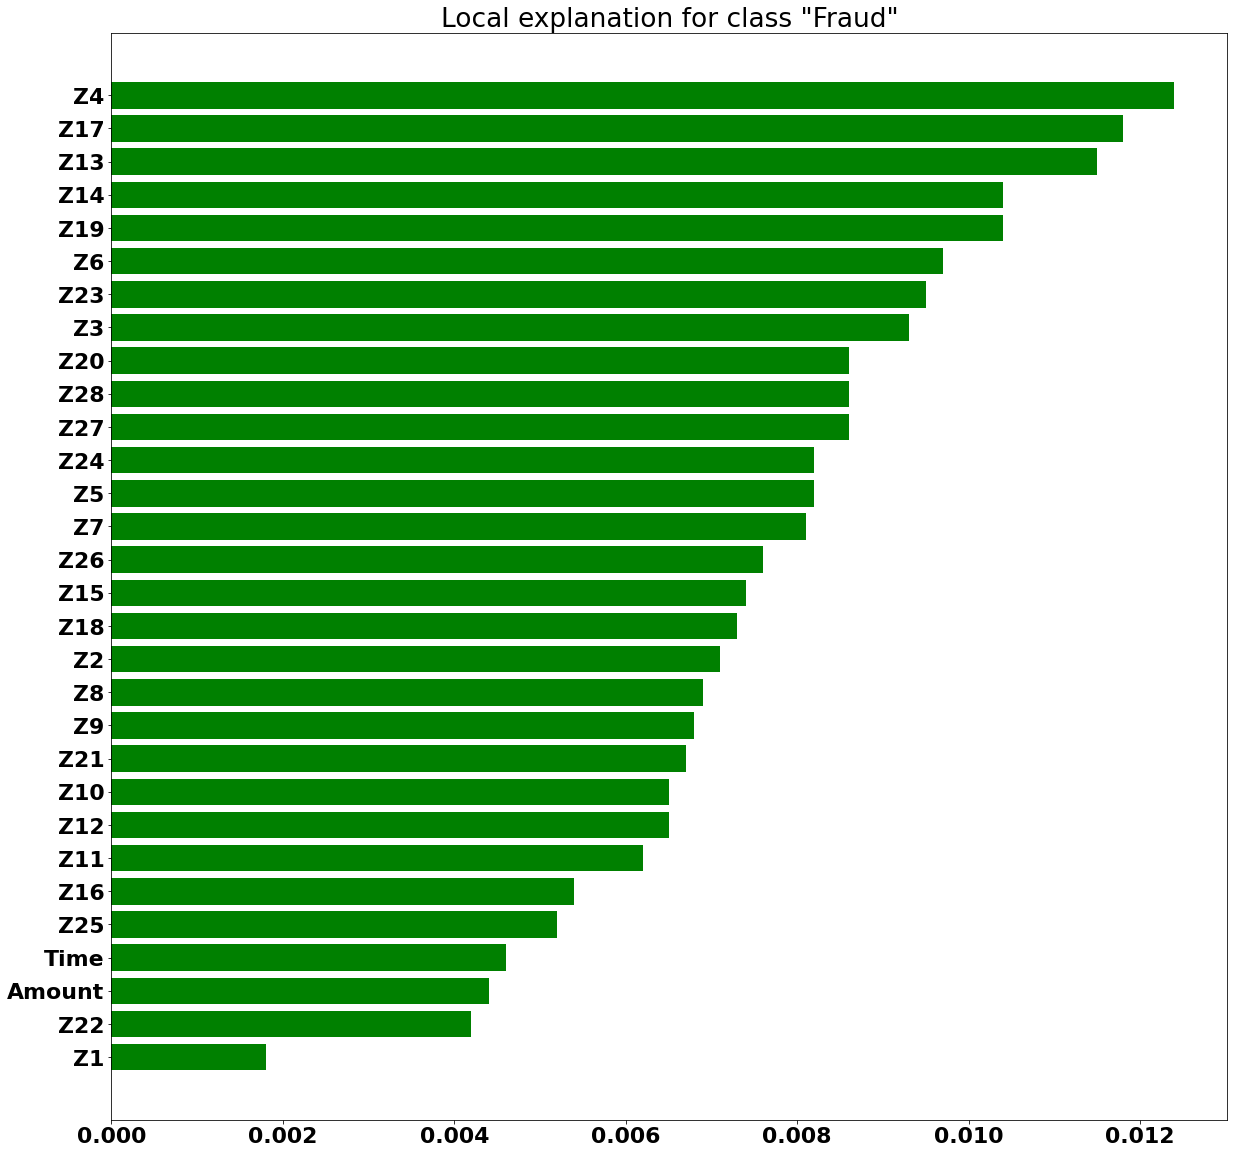 Local explanation for class "Fraud"
Z4
Z17
Z13
Z14
Z19
Z6
Z23
Z3
Z20
Z28
Z27
Z24
Z5
Z7
Z26
Z15
Z18
Z2
Z8
Z9
Z21
Z10
Z12
Z11
Z16
Z25
Time
Amount
Z22
Z1
0.000 0.002 0.004 0.006 0.008 0.010 0.012